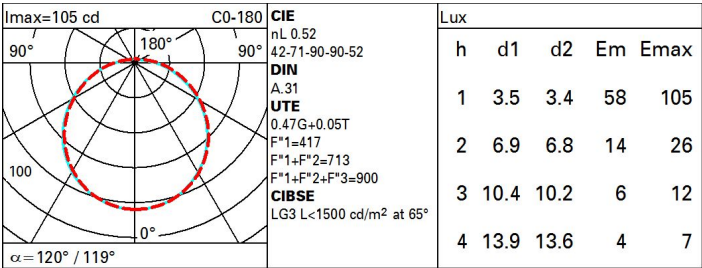 Imax=105 cd C0-180
90° 180° 90°
100
0°
α=120° / 119°
CIE
nL 0.52
42-71-90-90-52
DIN
A.31
UTE
0.47G+0.05T
F"1=417
F"1+F"2=713
F"1+F"2+F"3=900
CIBSE
LG3 L<1500 cd/m² at 65°
Lux
h d1 d2 Em Emax
1 3.5 3.4 58 105
2 6.9 6.8 14 26
3 10.4 10.2 6 12
4 13.9 13.6 4 7